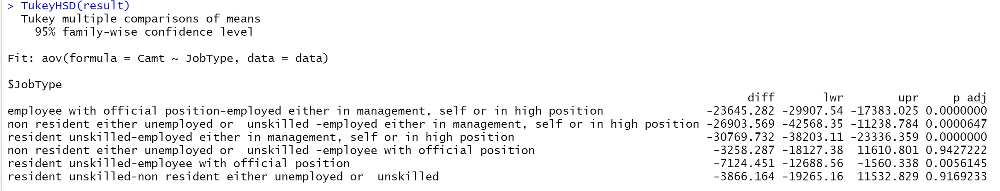 > TukeyHSD(result)
  Tukey multiple comparisons of means
    95% family-wise confidence level

Fit: aov(formula = Camt ~ JobType, data = data)

$JobType
                                                                                                            diff       lwr        upr     p adj
employee with official position-employed either in management, self or in high position               -23645.282 -29907.54 -17383.025 0.0000000
non resident either unemployed or  unskilled -employed either in management, self or in high position -26903.569 -42568.35 -11238.784 0.0000647
resident unskilled-employed either in management, self or in high position                            -30769.732 -38203.11 -23336.359 0.0000000
non resident either unemployed or  unskilled -employee with official position                          -3258.287 -18127.38  11610.801 0.9427222
resident unskilled-employee with official position                                                     -7124.451 -12688.56  -1560.338 0.0056145
resident unskilled-non resident either unemployed or  unskilled                                        -3866.164 -19265.16  11532.829 0.9169233